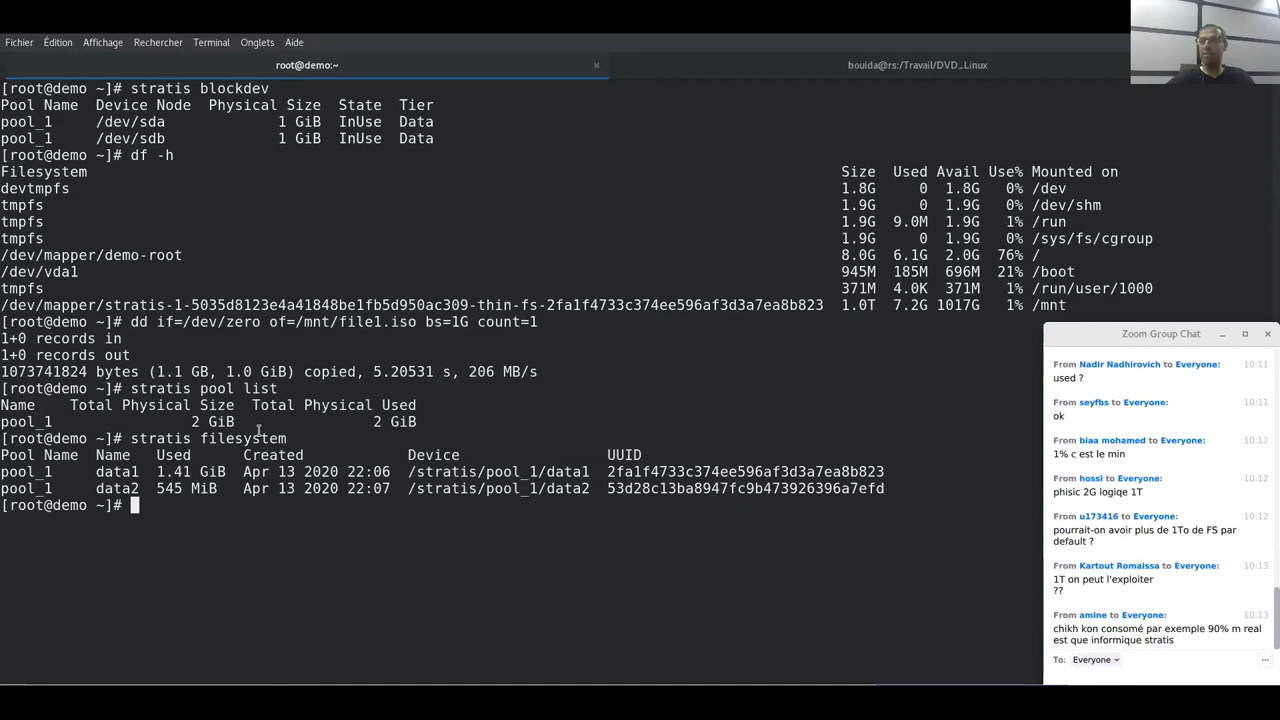 Fichier Édition Affichage Rechercher Terminal Onglets Aide
root@demo:~ × bouida@rs:/Travail/DVD_Linux
[root@demo ~]# stratis blockdev
Pool Name Device Node Physical Size State Tier
pool_1 /dev/sda 1 GiB InUse Data
pool_1 /dev/sdb 1 GiB InUse Data
[root@demo ~]# df -h
Filesystem Size Used Avail Use% Mounted on
devtmpfs 1.8G 0 1.8G 0% /dev
tmpfs 1.9G 0 1.9G 0% /dev/shm
tmpfs 1.9G 9.0M 1.9G 1% /run
tmpfs 1.9G 0 1.9G 0% /sys/fs/cgroup
/dev/mapper/demo-root 8.0G 6.1G 2.0G 76% /
/dev/vda1 945M 185M 696M 21% /boot
tmpfs 371M 4.0K 371M 1% /run/user/1000
/dev/mapper/stratis-1-5035d8123e4a41848be1fb5d950ac309-thin-fs-2fa1f4733c374ee596af3d3a7ea8b823 1.0T 7.2G 1017G 1% /mnt
[root@demo ~]# dd if=/dev/zero of=/mnt/file1.iso bs=1G count=1
1+0 records in
1+0 records out
1073741824 bytes (1.1 GB, 1.0 GiB) copied, 5.20531 s, 206 MB/s
[root@demo ~]# stratis pool list
Name Total Physical Size Total Physical Used
pool_1 2 GiB 2 GiB
[root@demo ~]# stratis filesystem
Pool Name Name Used Created Device UUID
pool_1 data1 1.41 GiB Apr 13 2020 22:06 /stratis/pool_1/data1 2fa1f4733c374ee596af3d3a7ea8b823
pool_1 data2 545 MiB Apr 13 2020 22:07 /stratis/pool_1/data2 53d28c13ba8947fc9b473926396a7efd
[root@demo ~]#
Zoom Group Chat
From Nadir Nadhirovich to Everyone: 10:11
used ?
From seyfbs to Everyone: 10:11
ok
From biaa mohamed to Everyone: 10:12
1% c est le min
From hossi to Everyone: 10:12
phisic 2G logiqe 1T
From u173416 to Everyone: 10:12
pourrait-on avoir plus de 1To de FS par
default ?
From Kartout Romaissa to Everyone: 10:13
1T on peut l'exploiter
??
From amine to Everyone: 10:13
chikh kon consomé par exemple 90% m real
est que informique stratis
To: Everyone ...